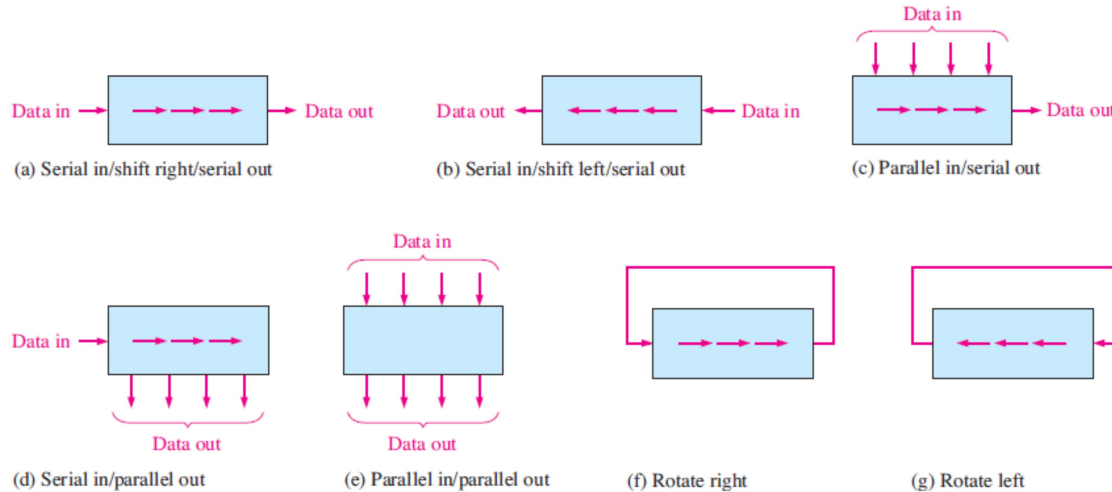 Data in
Data in
Data out
Data out
Data in
Data out
(a) Serial in/shift right/serial out
(b) Serial in/shift left/serial out
(c) Parallel in/serial out
Data in
Data in
Data out
Data out
(d) Serial in/parallel out
(e) Parallel in/parallel out
(f) Rotate right
(g) Rotate left